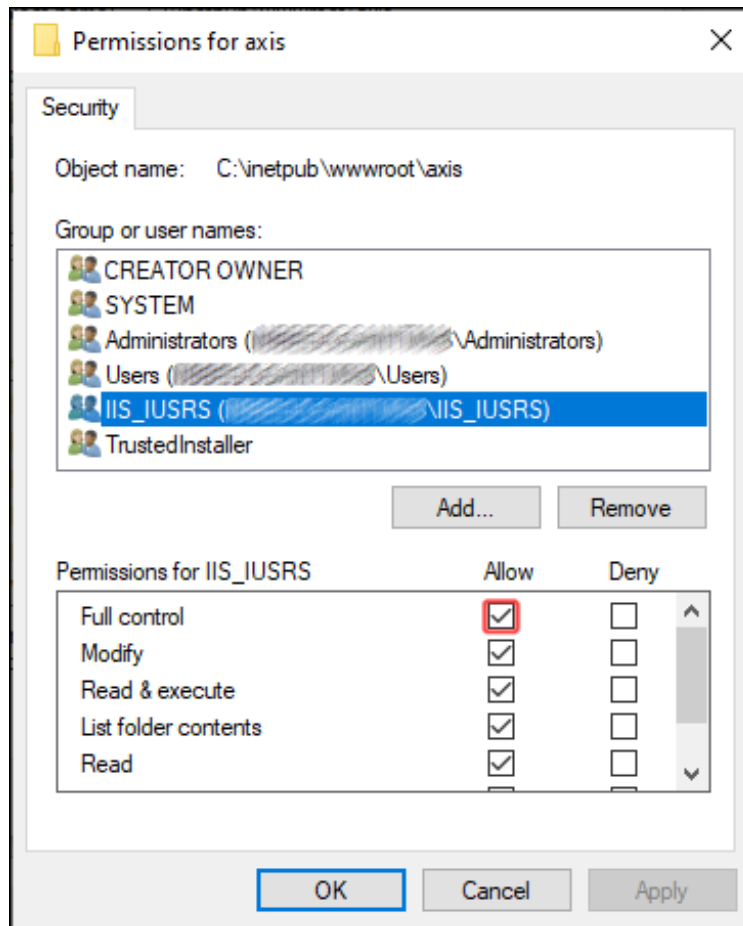 Permissions for axis
Security
Object name: C:\inetpub\wwwroot\axis
Group or user names:
CREATOR OWNER
SYSTEM
Administrators (\Administrators)
Users (\Users)
IIS_IUSRS (\IIS_IUSRS)
TrustedInstaller
Add... Remove
Permissions for IIS_IUSRS Allow Deny
Full control
Modify
Read & execute
List folder contents
Read
OK Cancel Apply